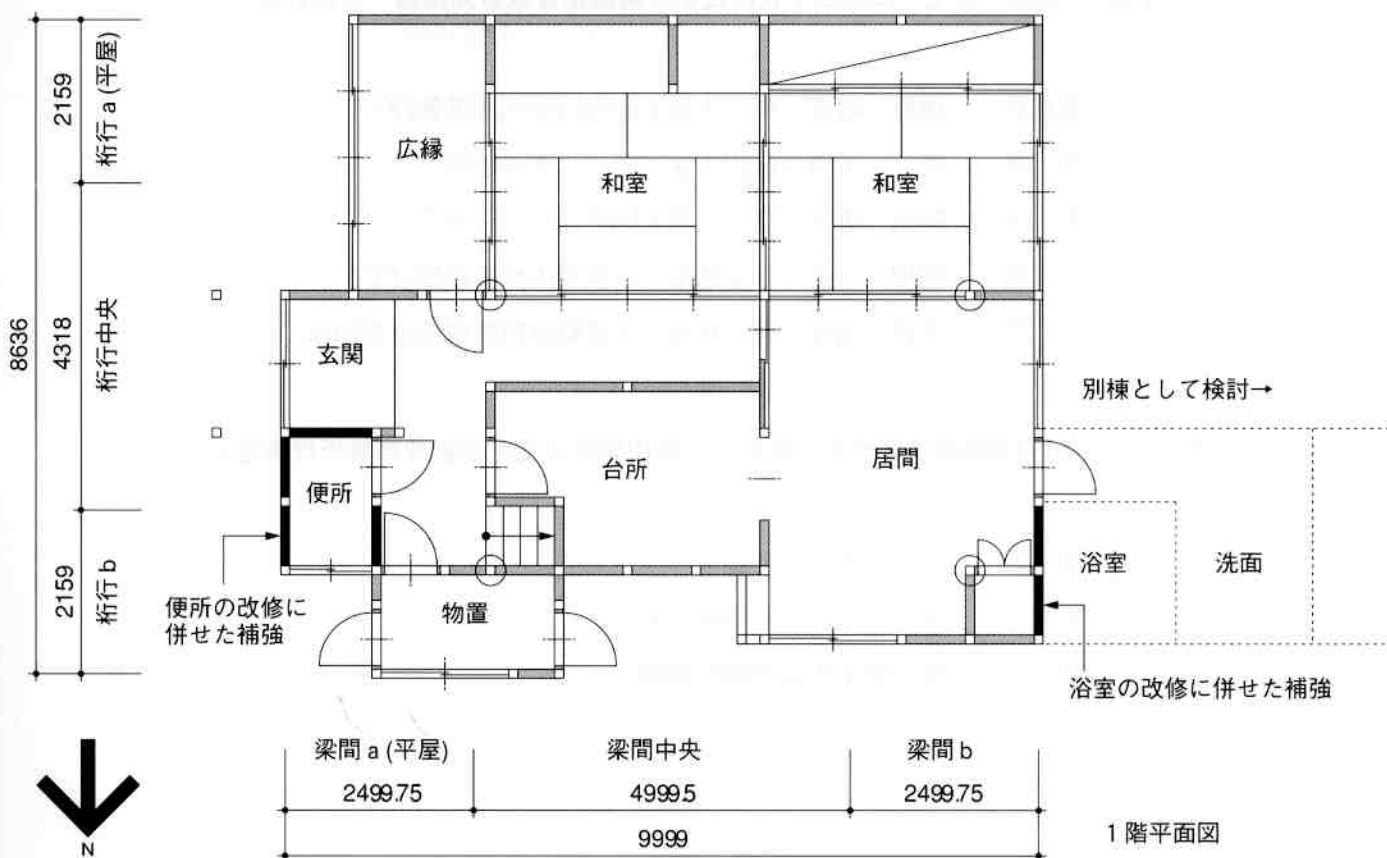 2159
桁行 a (平屋)
8636
4318
桁行中央
2159
桁行 b
広縁
和室
和室
玄関
別棟として検討→
台所
居間
便所
浴室
洗面
物置
便所の改修に
併せた補強
浴室の改修に併せた補強
梁間 a (平屋)
梁間中央
梁間 b
2499.75
4999.5
2499.75
9999
1 階平面図
N